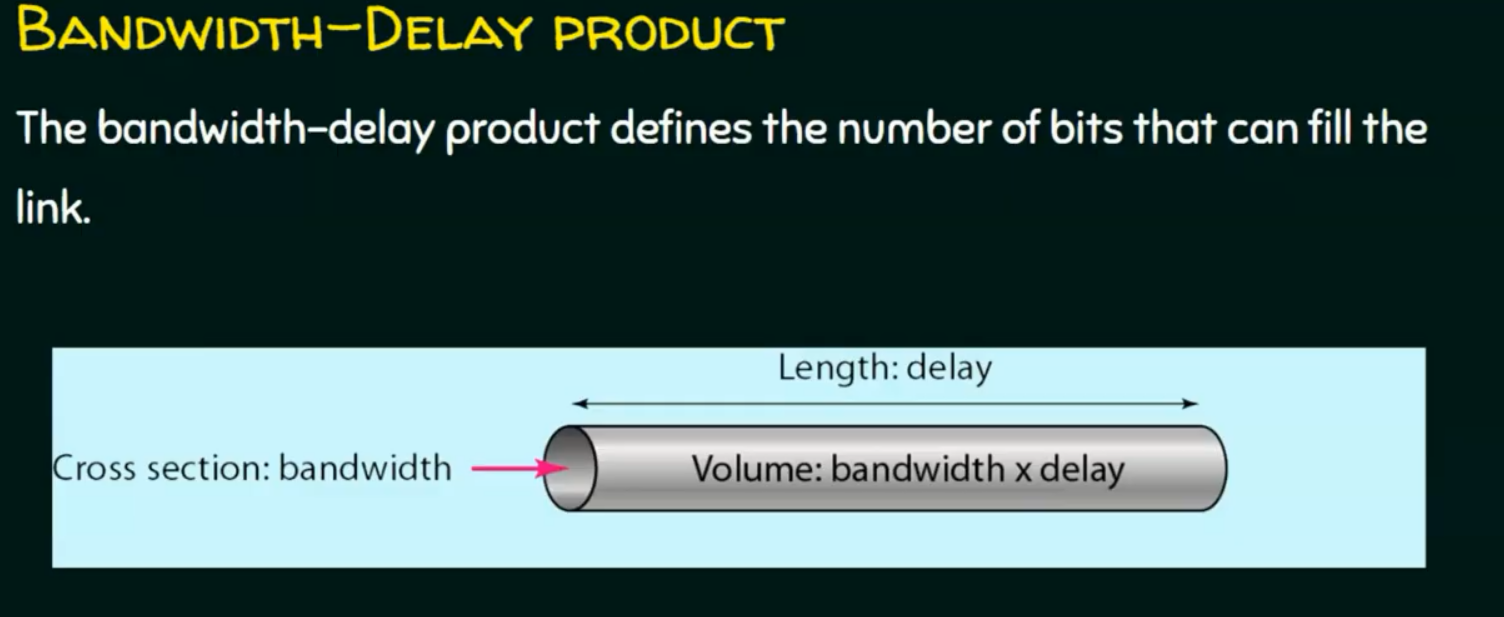 BANDWIDTH-DELAY PRODUCT
The bandwidth-delay product defines the number of bits that can fill the
link.
Length: delay
Cross section: bandwidth
Volume: bandwidth x delay